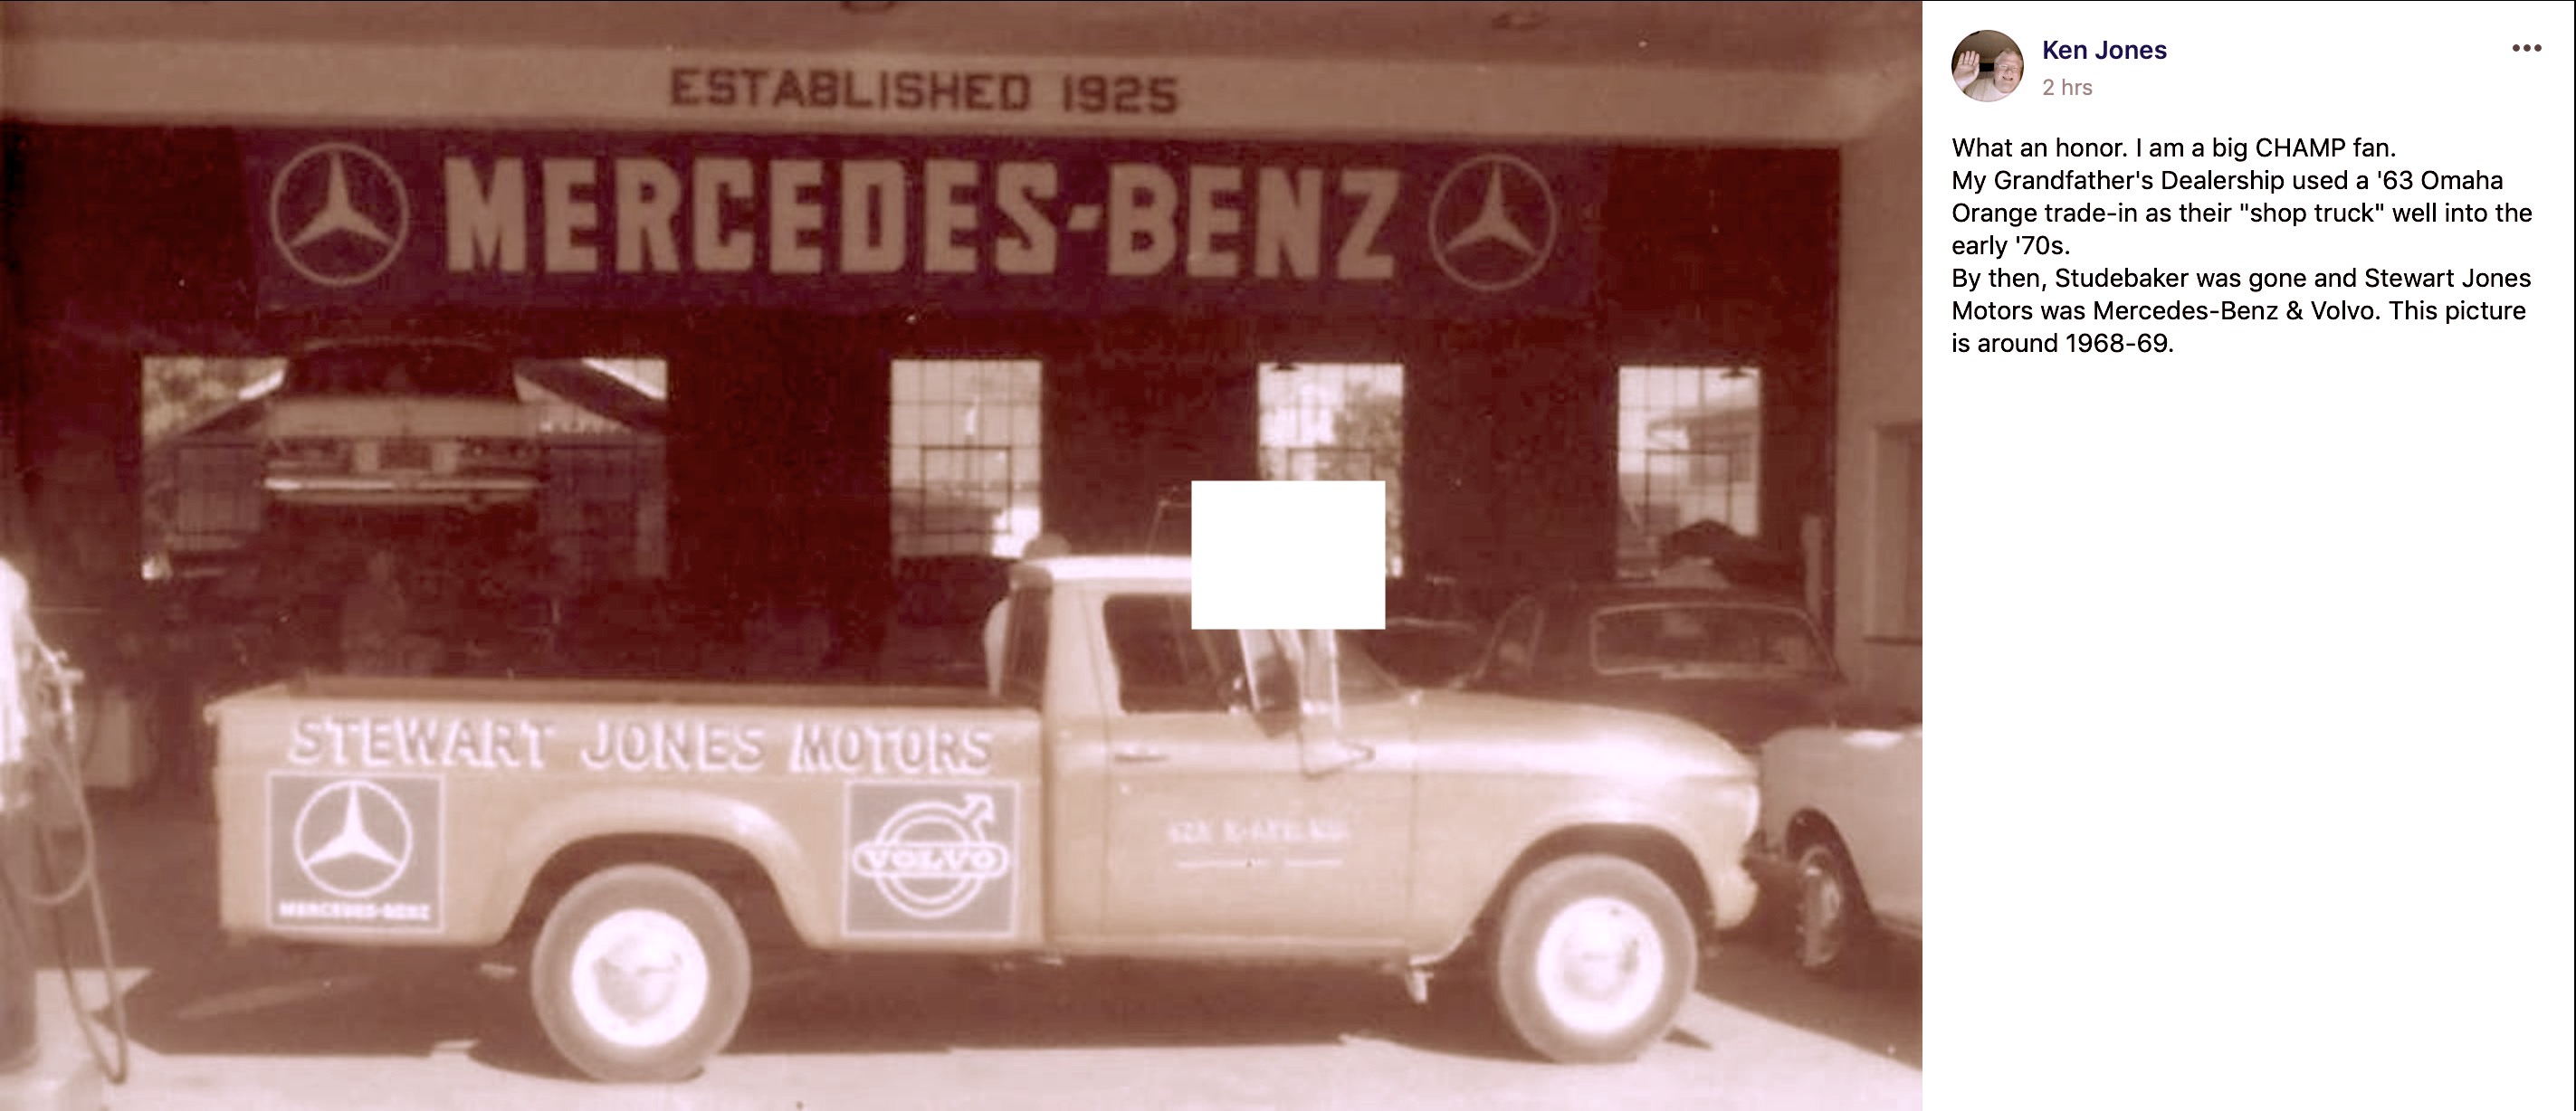 ESTABLISHED 1925
MERCEDES-BENZ
STEWART JONES MOTORS
MERCEDES-BENZ
VOLVO
Ken Jones
2 hrs
What an honor. I am a big CHAMP fan.
My Grandfather's Dealership used a '63 Omaha
Orange trade-in as their "shop truck" well into the
early '70s.
By then, Studebaker was gone and Stewart Jones
Motors was Mercedes-Benz & Volvo. This picture
is around 1968-69.